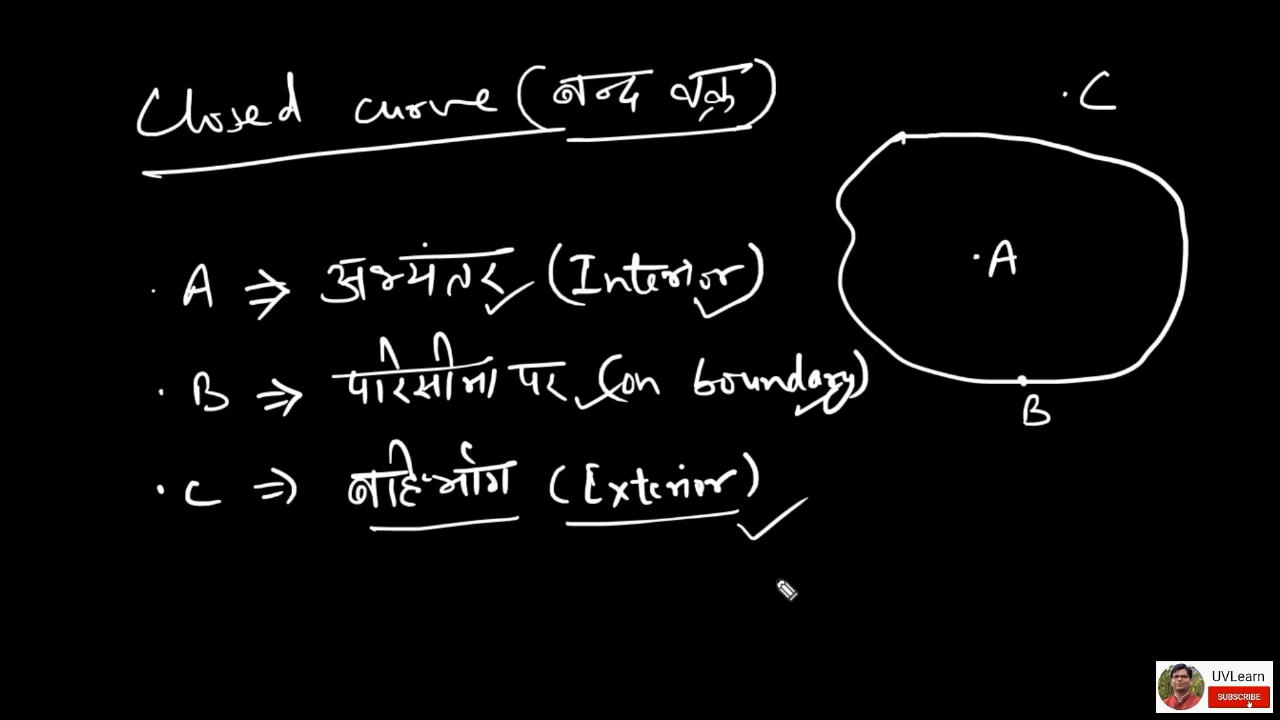 Closed curve (बन्द वक्र)
. C
. A ⇒ अभ्यंतर ✓ (Interior) ✓
. A
. B ⇒ परिसीमा पर ✓ (on boundary) ✓
B
. C ⇒ बहिर्भाग (Exterior) ✓
UVLearn
SUBSCRIBE